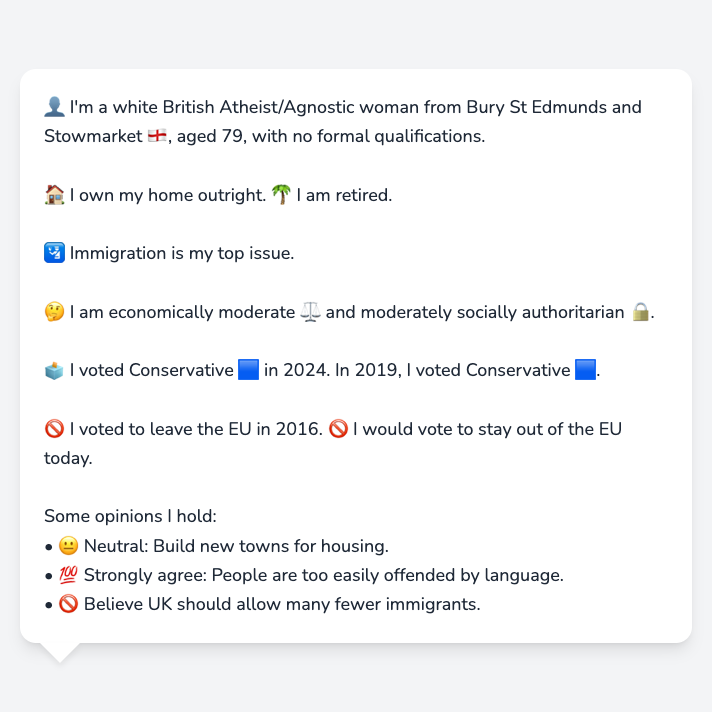 👤 I'm a white British Atheist/Agnostic woman from Bury St Edmunds and
Stowmarket 🏴󠁧󠁢󠁥󠁮󠁧󠁿, aged 79, with no formal qualifications.
🏠 I own my home outright. 🌴 I am retired.
🛂 Immigration is my top issue.
🤔 I am economically moderate ⚖️ and moderately socially authoritarian 🔒.
🗳️ I voted Conservative 🟦 in 2024. In 2019, I voted Conservative 🟦.
🚫 I voted to leave the EU in 2016. 🚫 I would vote to stay out of the EU
today.
Some opinions I hold:
• 😐 Neutral: Build new towns for housing.
• 💯 Strongly agree: People are too easily offended by language.
• 🚫 Believe UK should allow many fewer immigrants.